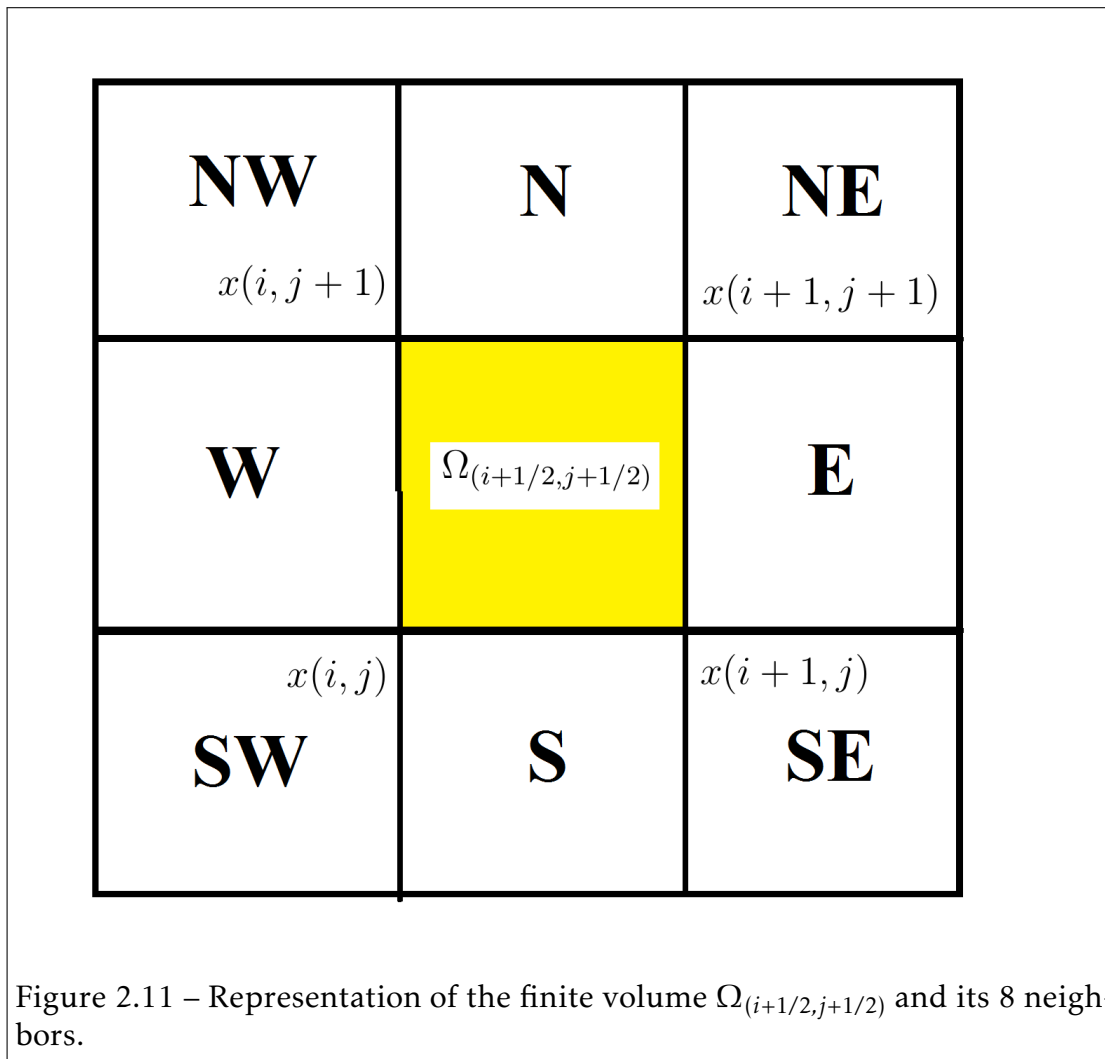 NW N NE
x(i, j + 1) x(i + 1, j + 1)
W Ω(i+1/2,j+1/2) E
x(i, j) x(i + 1, j)
SW S SE
Figure 2.11 – Representation of the finite volume Ω(i+1/2,j+1/2) and its 8 neigh-
bors.